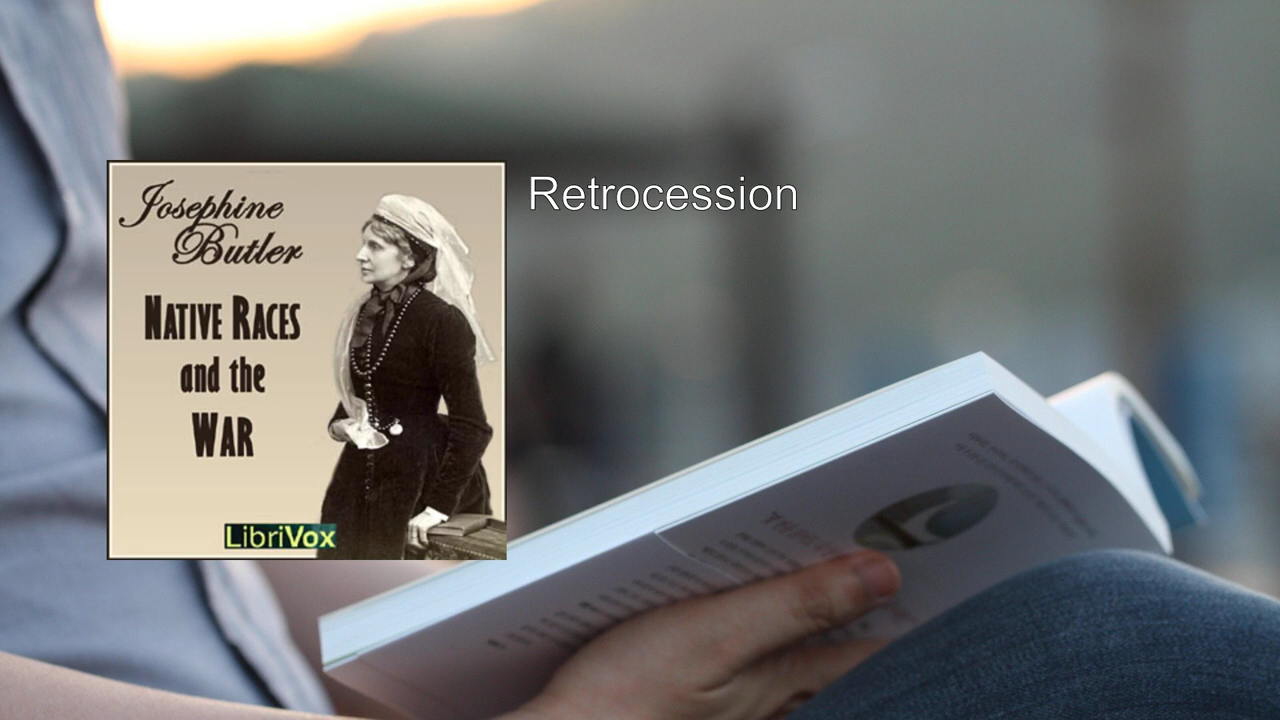 Josephine
Butler
NATIVE RACES
and the
WAR
LibriVox
Retrocession